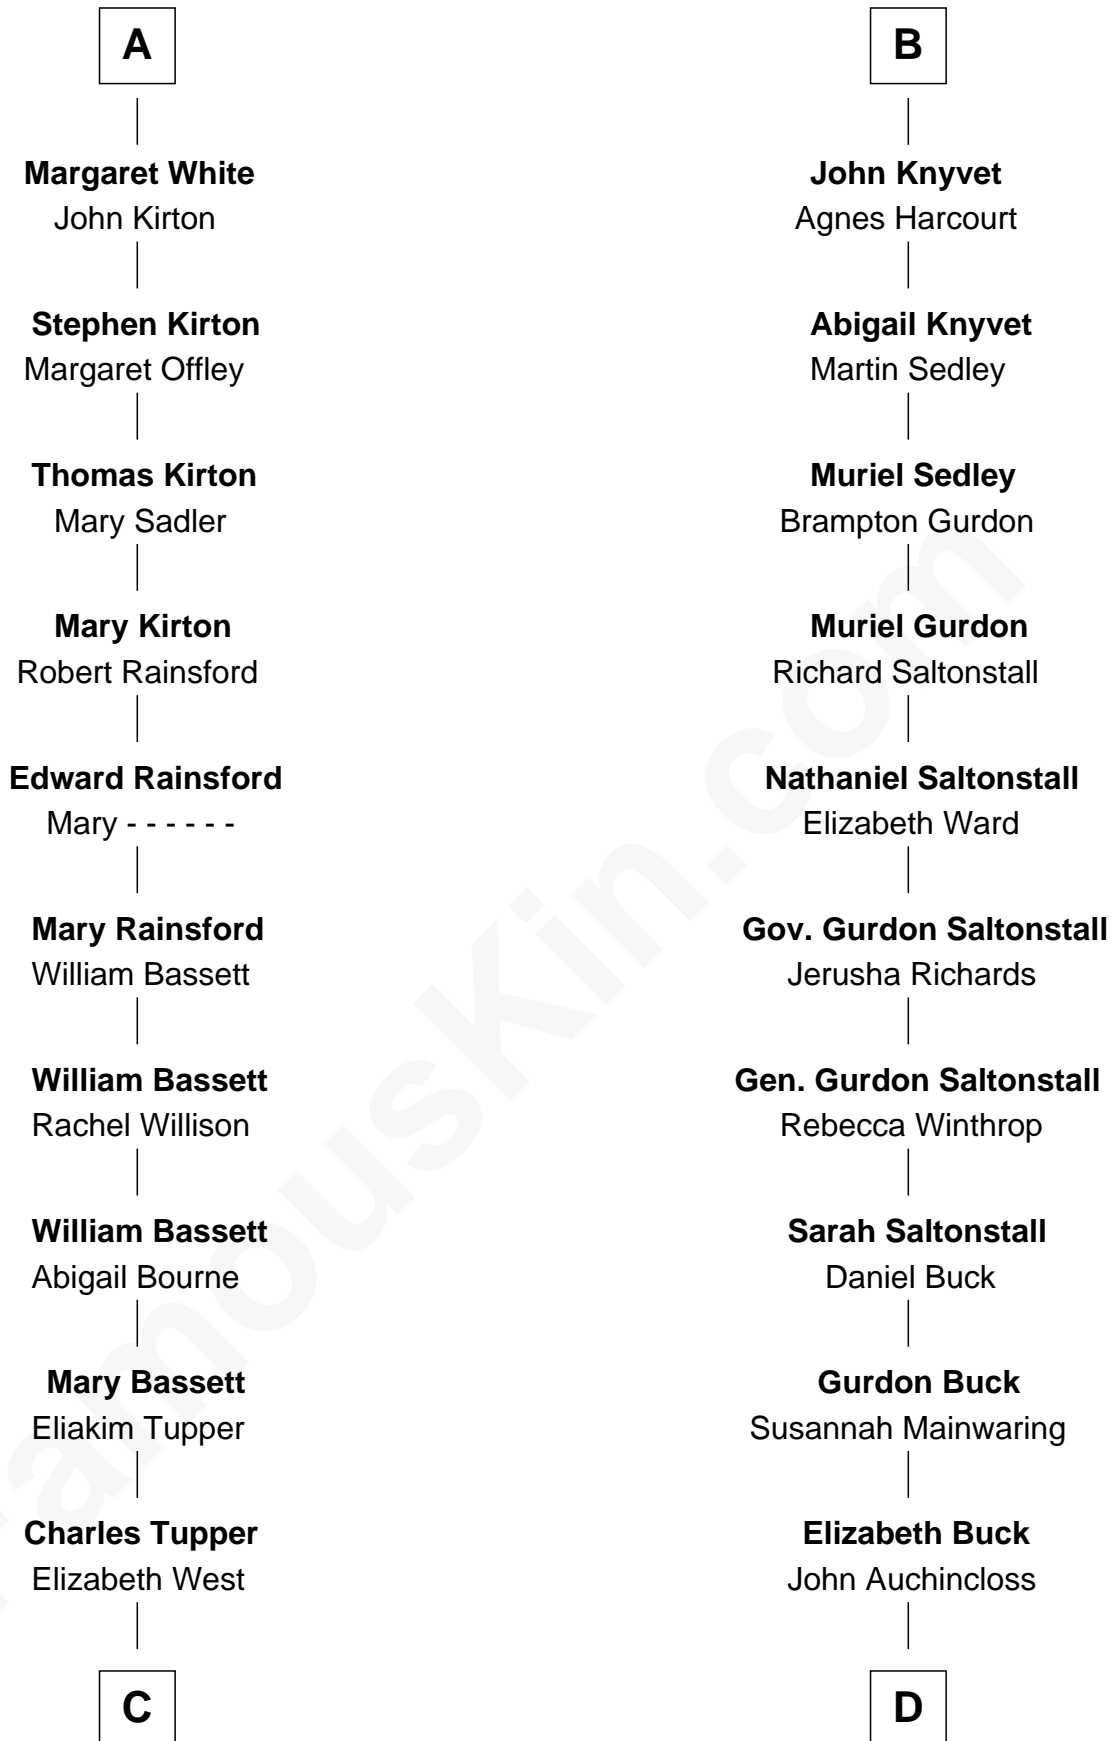 A
Margaret White
John Kirton
Stephen Kirton
Margaret Offley
Thomas Kirton
Mary Sadler
Mary Kirton
Robert Rainsford
Edward Rainsford
Mary - - - - - -
Mary Rainsford
William Bassett
William Bassett
Rachel Willison
William Bassett
Abigail Bourne
Mary Bassett
Eliakim Tupper
Charles Tupper
Elizabeth West
C
B
John Knyvet
Agnes Harcourt
Abigail Knyvet
Martin Sedley
Muriel Sedley
Brampton Gurdon
Muriel Gurdon
Richard Saltonstall
Nathaniel Saltonstall
Elizabeth Ward
Gov. Gurdon Saltonstall
Jerusha Richards
Gen. Gurdon Saltonstall
Rebecca Winthrop
Sarah Saltonstall
Daniel Buck
Gurdon Buck
Susannah Mainwaring
Elizabeth Buck
John Auchincloss
D
FamousKin.com